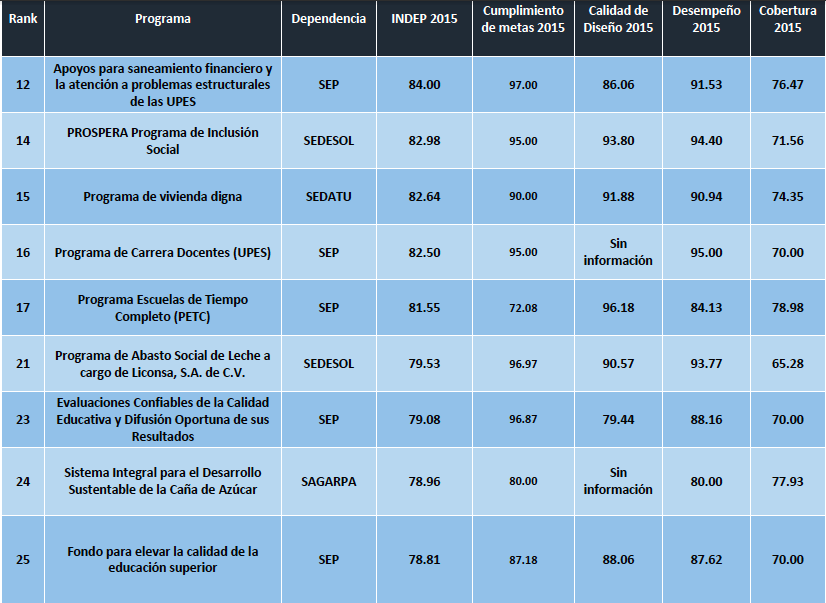 Rank Programa Dependencia INDEP 2015 Cumplimiento de metas 2015 Calidad de Diseño 2015 Desempeño 2015 Cobertura 2015
12 Apoyos para saneamiento financiero y la atención a problemas estructurales de las UPES SEP 84.00 97.00 86.06 91.53 76.47
14 PROSPERA Programa de Inclusión Social SEDESOL 82.98 95.00 93.80 94.40 71.56
15 Programa de vivienda digna SEDATU 82.64 90.00 91.88 90.94 74.35
16 Programa de Carrera Docentes (UPES) SEP 82.50 95.00 Sin información 95.00 70.00
17 Programa Escuelas de Tiempo Completo (PETC) SEP 81.55 72.08 96.18 84.13 78.98
21 Programa de Abasto Social de Leche a cargo de Liconsa, S.A. de C.V. SEDESOL 79.53 96.97 90.57 93.77 65.28
23 Evaluaciones Confiables de la Calidad Educativa y Difusión Oportuna de sus Resultados SEP 79.08 96.87 79.44 88.16 70.00
24 Sistema Integral para el Desarrollo Sustentable de la Caña de Azúcar SAGARPA 78.96 80.00 Sin información 80.00 77.93
25 Fondo para elevar la calidad de la educación superior SEP 78.81 87.18 88.06 87.62 70.00